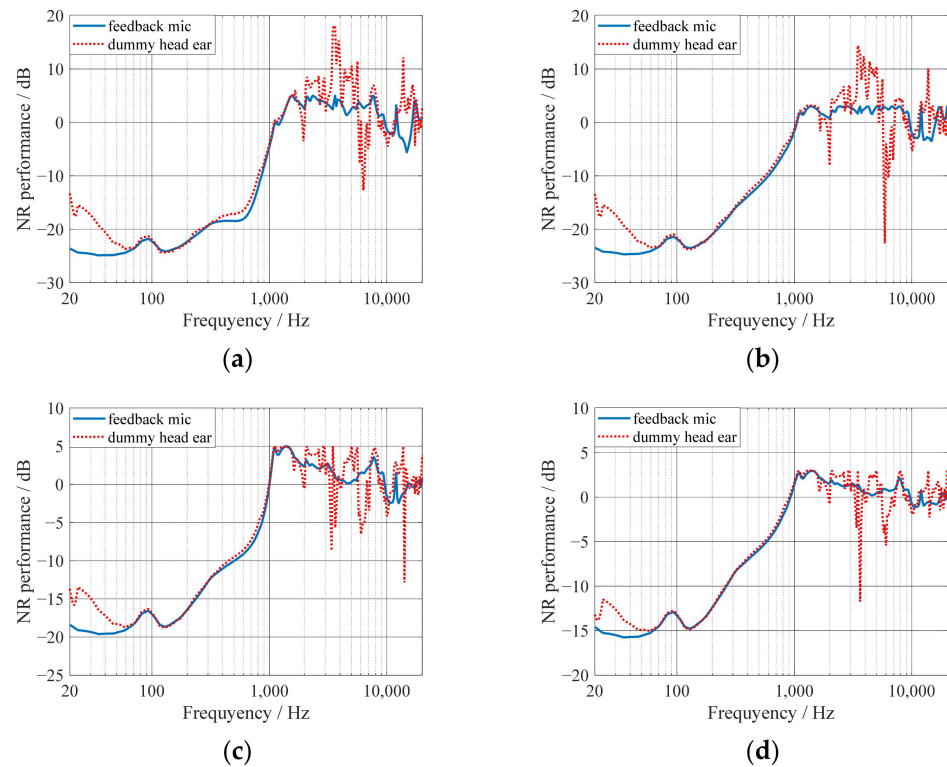 feedback mic
dummy head ear
NR performance / dB
20
10
0
−10
−20
−30
20 100 1,000 10,000
Frequyency / Hz
(a)
feedback mic
dummy head ear
NR performance / dB
20
10
0
−10
−20
−30
20 100 1,000 10,000
Frequyency / Hz
(b)
feedback mic
dummy head ear
NR performance / dB
10
5
0
−5
−10
−15
−20
−25
20 100 1,000 10,000
Frequyency / Hz
(c)
feedback mic
dummy head ear
NR performance / dB
10
5
0
−5
−10
−15
−20
20 100 1,000 10,000
Frequyency / Hz
(d)